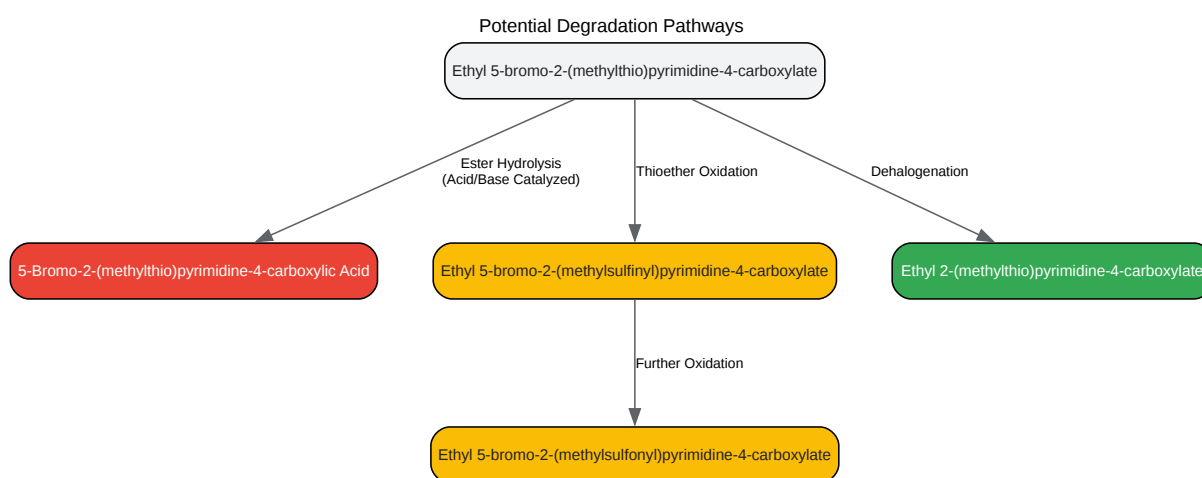 Potential Degradation Pathways
Ethyl 5-bromo-2-(methylthio)pyrimidine-4-carboxylate
Ester Hydrolysis
(Acid/Base Catalyzed)
Thioether Oxidation
Dehalogenation
5-Bromo-2-(methylthio)pyrimidine-4-carboxylic Acid
Ethyl 5-bromo-2-(methylsulfinyl)pyrimidine-4-carboxylate
Ethyl 2-(methylthio)pyrimidine-4-carboxylate
Further Oxidation
Ethyl 5-bromo-2-(methylsulfonyl)pyrimidine-4-carboxylate